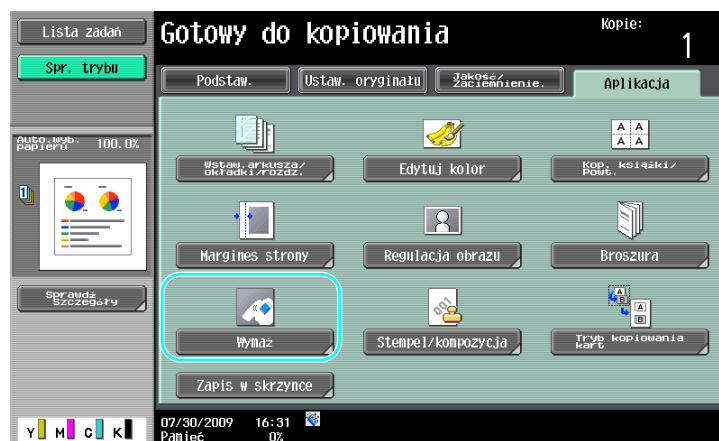 Lista zadań
Gotowy do kopiowania
Kopie:
1
Spr. trybu
Podstaw.
Ustaw. oryginału
Jakość/
zaciemnienie.
Aplikacja
Auto.wyb.
papieru
100.0%
Wstaw.arkusza/
okładki/rozdz.
Edytuj kolor
Kop. książki/
Powt.
Margines strony
Regulacja obrazu
Broszura
Sprawdź
Szczegóły
Wymaż
Stempel/kompozycja
Tryb kopiowania
kart
Zapis w skrzynce
07/30/2009 16:31
Pamięć 0%
Y M C K